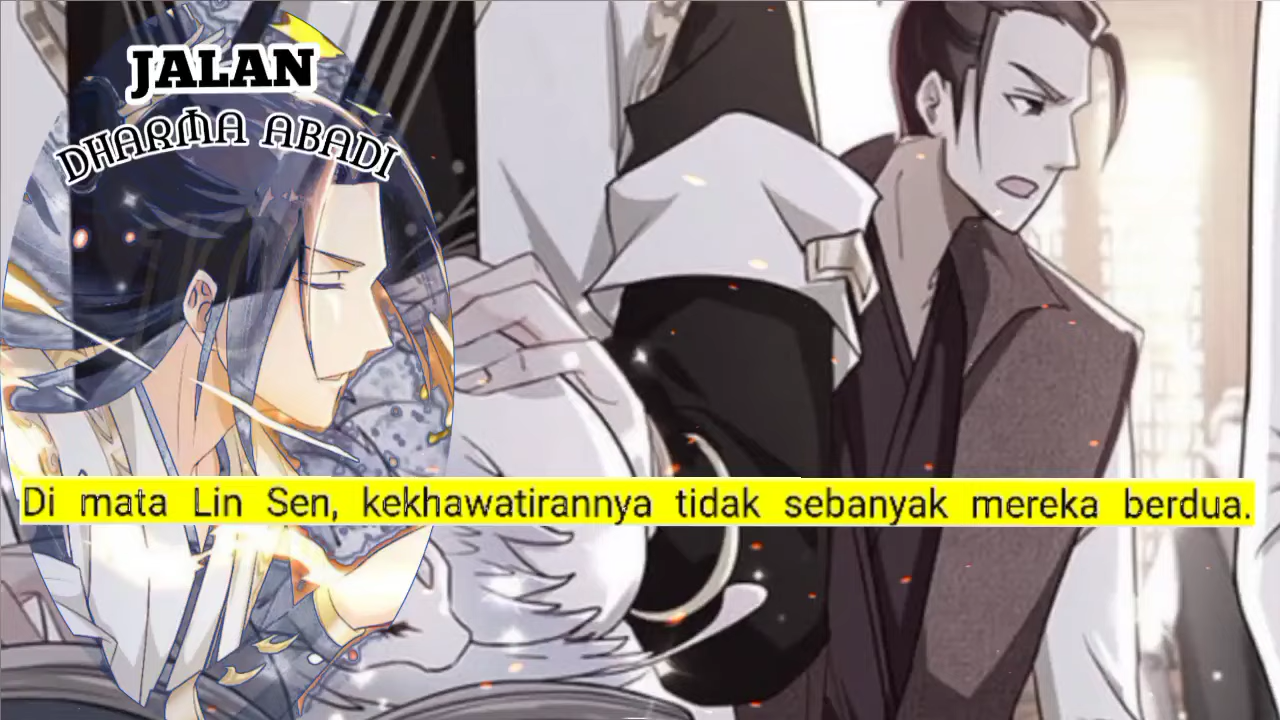 JALAN
DHARMA ABADI
Di mata Lin Sen, kekhawatirannya tidak sebanyak mereka berdua.